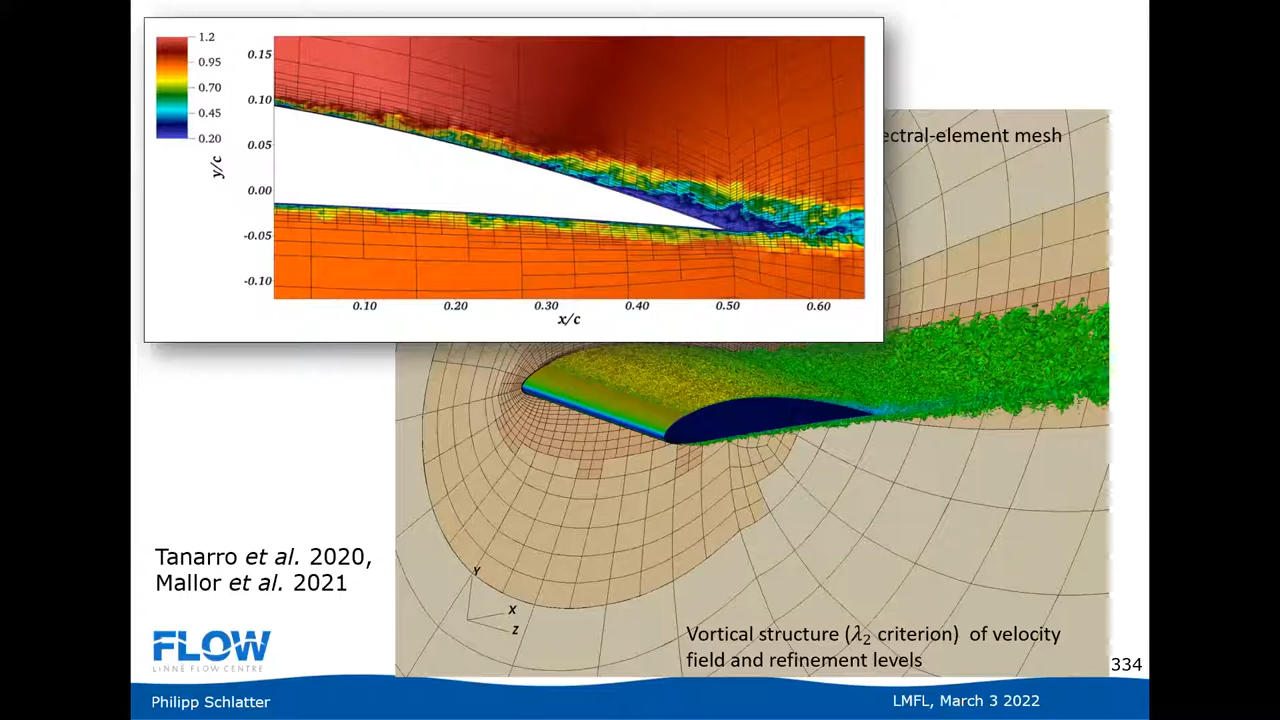 1.2
0.95
0.70
0.45
0.20
0.15
0.10
0.05
0.00
-0.05
-0.10
y/c
0.10 0.20 0.30 0.40 0.50 0.60
x/c
ectral-element mesh
Tanarro et al. 2020,
Mallor et al. 2021
Y
X
Z
Vortical structure (λ₂ criterion) of velocity
field and refinement levels
FLOW
LINNÉ FLOW CENTRE
334
Philipp Schlatter
LMFL, March 3 2022